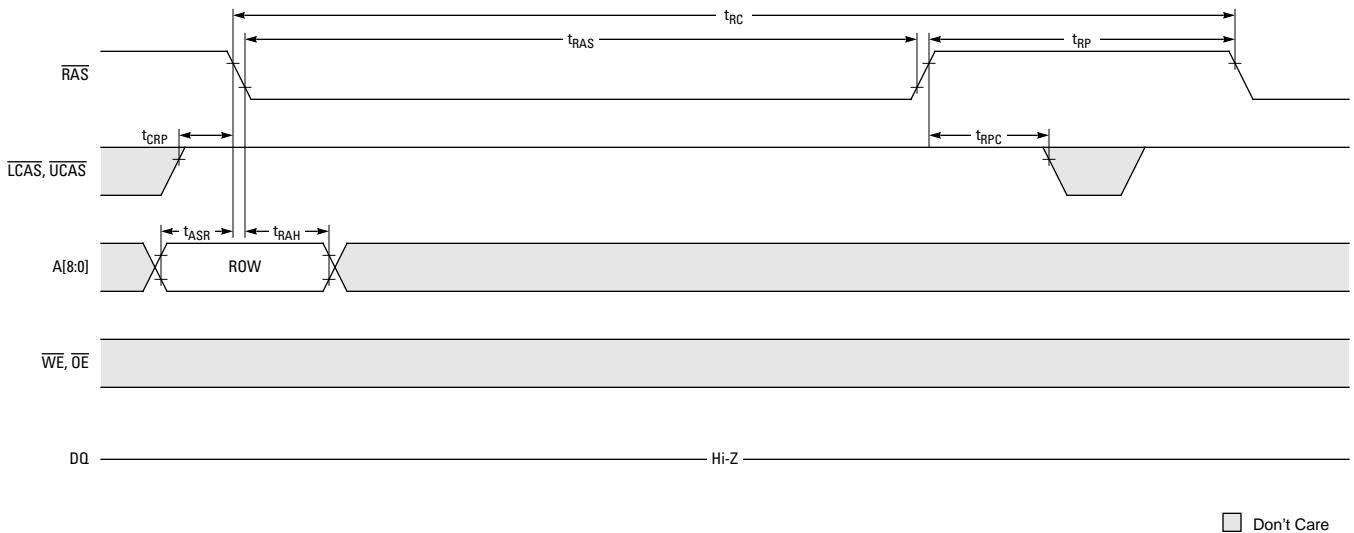 tRC
tRAS
tRP
RAS
tCRP
tRPC
LCAS, UCAS
tASR
tRAH
A[8:0]
ROW
WE, OE
DQ
Hi-Z
Don't Care